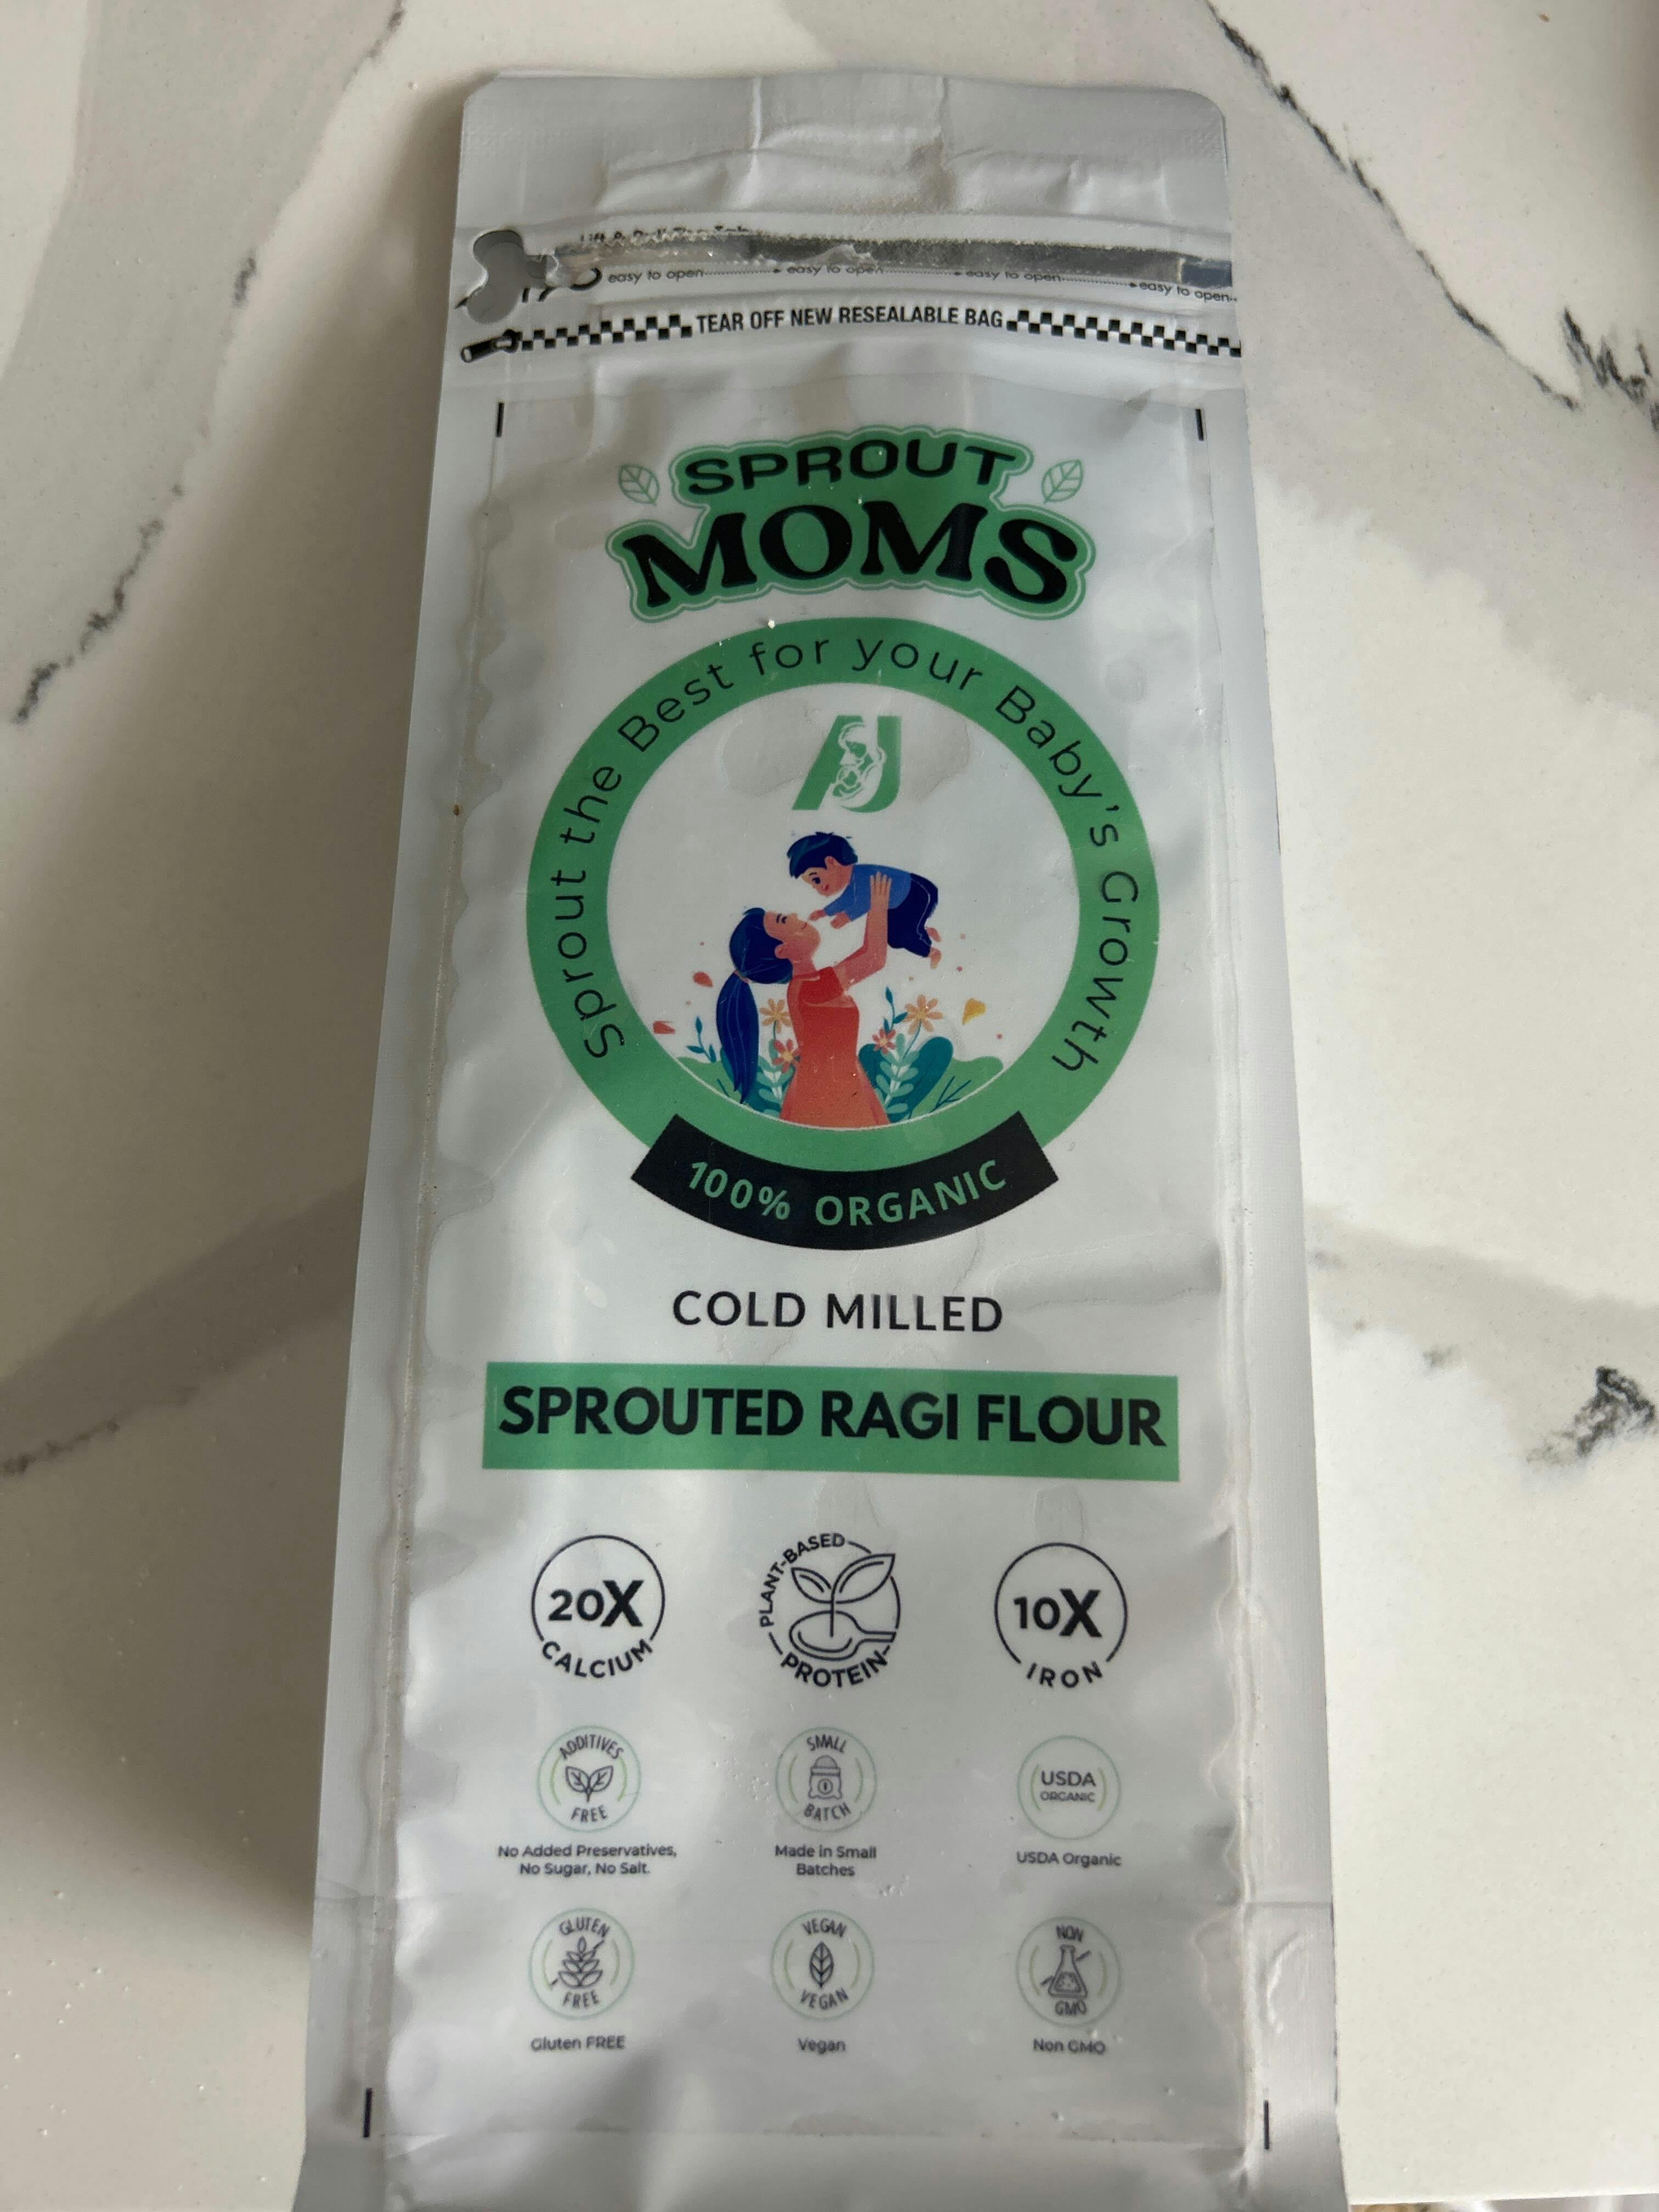 easy to open easy to open easy to open easy to open
TEAR OFF NEW RESEALABLE BAG
SPROUT
MOMS
Sprout the Best for your Baby's Growth
AJ
100% ORGANIC
COLD MILLED
SPROUTED RAGI FLOUR
20X
CALCIUM
PLANT-BASED
PROTEIN
10X
IRON
ADDITIVES
FREE
No Added Preservatives,
No Sugar, No Salt.
SMALL
BATCH
Made in Small
Batches
USDA
ORGANIC
USDA Organic
GLUTEN
FREE
Gluten FREE
VEGAN
VEGAN
Vegan
NON
GMO
Non GMO